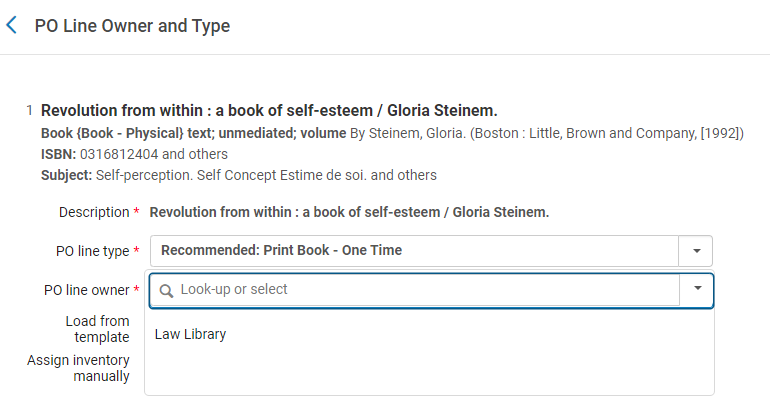 PO Line Owner and Type
1 Revolution from within : a book of self-esteem / Gloria Steinem.
Book {Book - Physical} text; unmediated; volume By Steinem, Gloria. (Boston : Little, Brown and Company, [1992])
ISBN: 0316812404 and others
Subject: Self-perception. Self Concept Estime de soi. and others
Description * Revolution from within : a book of self-esteem / Gloria Steinem.
PO line type * Recommended: Print Book - One Time
PO line owner * Look-up or select
Load from
template
Law Library
Assign inventory
manually